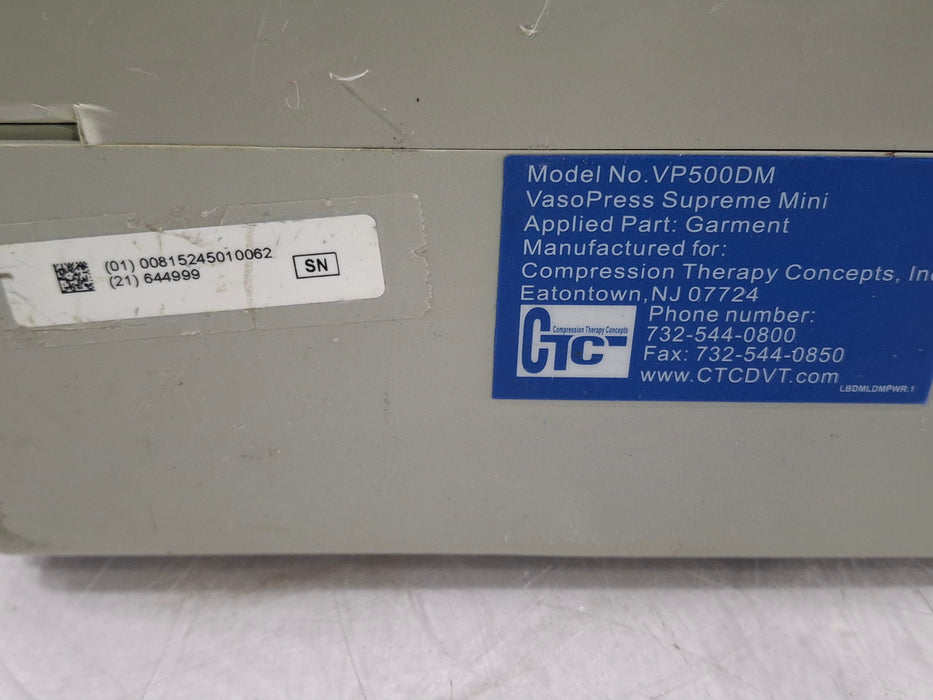 (01) 00815245010062
(21) 644999
SN
Model No. VP500DM
VasoPress Supreme Mini
Applied Part: Garment
Manufactured for:
Compression Therapy Concepts, Inc
Eatontown, NJ 07724
Compression Therapy Concepts
CTC
Phone number:
732-544-0800
Fax: 732-544-0850
www.CTCDVT.com
LBDMLDMPWR.1